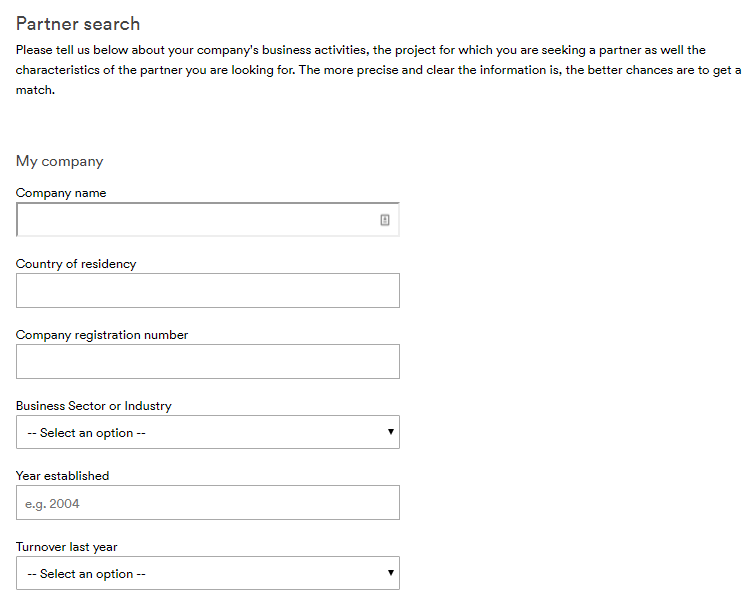 Partner search
Please tell us below about your company's business activities, the project for which you are seeking a partner as well the
characteristics of the partner you are looking for. The more precise and clear the information is, the better chances are to get a
match.
My company
Company name
Country of residency
Company registration number
Business Sector or Industry
-- Select an option --
Year established
e.g. 2004
Turnover last year
-- Select an option --